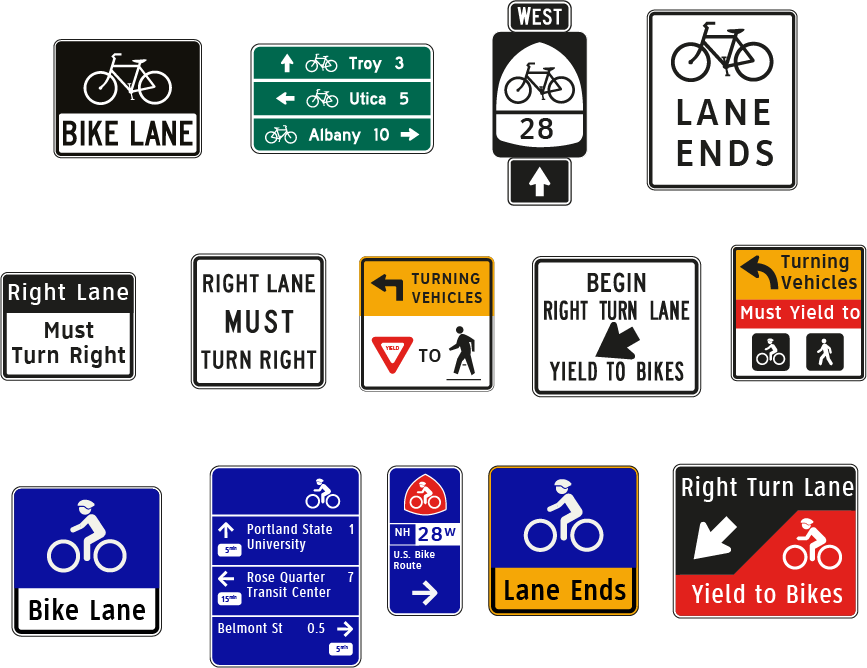 BIKE LANE
Troy 3
Utica 5
Albany 10
WEST
28
LANE
ENDS
Right Lane
Must
Turn Right
RIGHT LANE
MUST
TURN RIGHT
TURNING
VEHICLES
YIELD
TO
BEGIN
RIGHT TURN LANE
YIELD TO BIKES
Turning
Vehicles
Must Yield to
Bike Lane
Portland State 1
University
5min
Rose Quarter 7
Transit Center
15min
Belmont St 0.5
5min
NH 28W
U.S. Bike
Route
Lane Ends
Right Turn Lane
Yield to Bikes